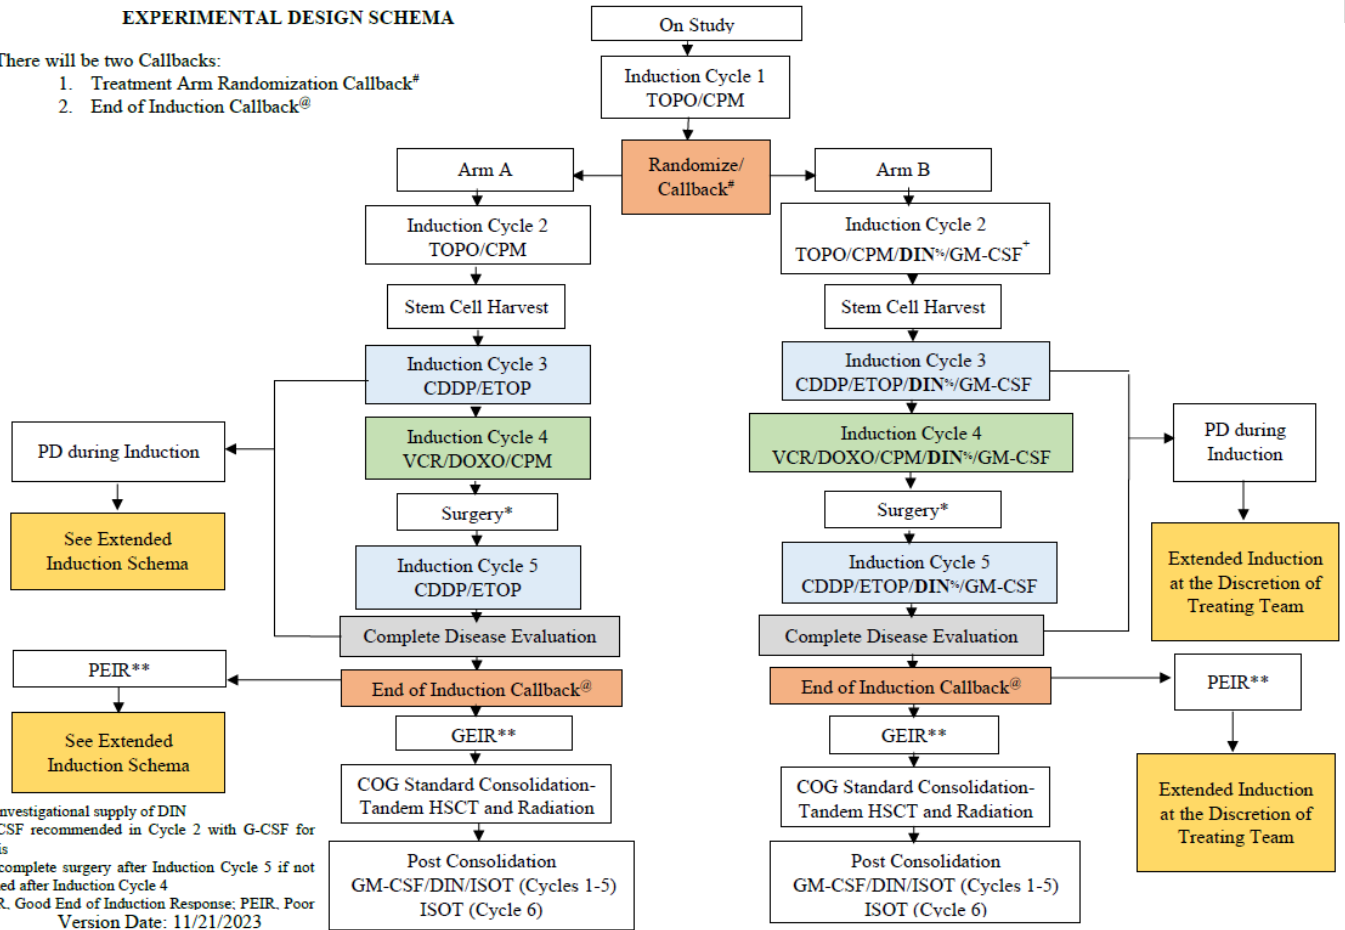 EXPERIMENTAL DESIGN SCHEMA
There will be two Callbacks:
1. Treatment Arm Randomization Callback#
2. End of Induction Callback@
On Study
Induction Cycle 1
TOPO/CPM
Randomize/
Callback#
Arm A
Induction Cycle 2
TOPO/CPM
Stem Cell Harvest
Induction Cycle 3
CDDP/ETOP
Induction Cycle 4
VCR/DOXO/CPM
Surgery*
Induction Cycle 5
CDDP/ETOP
Complete Disease Evaluation
End of Induction Callback@
GEIR**
COG Standard Consolidation-
Tandem HSCT and Radiation
Post Consolidation
GM-CSF/DIN/ISOT (Cycles 1-5)
ISOT (Cycle 6)
PD during Induction
See Extended
Induction Schema
PEIR**
See Extended
Induction Schema
Arm B
Induction Cycle 2
TOPO/CPM/DIN%/GM-CSF+
Stem Cell Harvest
Induction Cycle 3
CDDP/ETOP/DIN%/GM-CSF
Induction Cycle 4
VCR/DOXO/CPM/DIN%/GM-CSF
Surgery*
Induction Cycle 5
CDDP/ETOP/DIN%/GM-CSF
Complete Disease Evaluation
End of Induction Callback@
GEIR**
COG Standard Consolidation-
Tandem HSCT and Radiation
Post Consolidation
GM-CSF/DIN/ISOT (Cycles 1-5)
ISOT (Cycle 6)
PD during
Induction
Extended Induction
at the Discretion of
Treating Team
PEIR**
Extended Induction
at the Discretion of
Treating Team
nvestigational supply of DIN
CSF recommended in Cycle 2 with G-CSF for
is
complete surgery after Induction Cycle 5 if not
ed after Induction Cycle 4
R, Good End of Induction Response; PEIR, Poor
Version Date: 11/21/2023